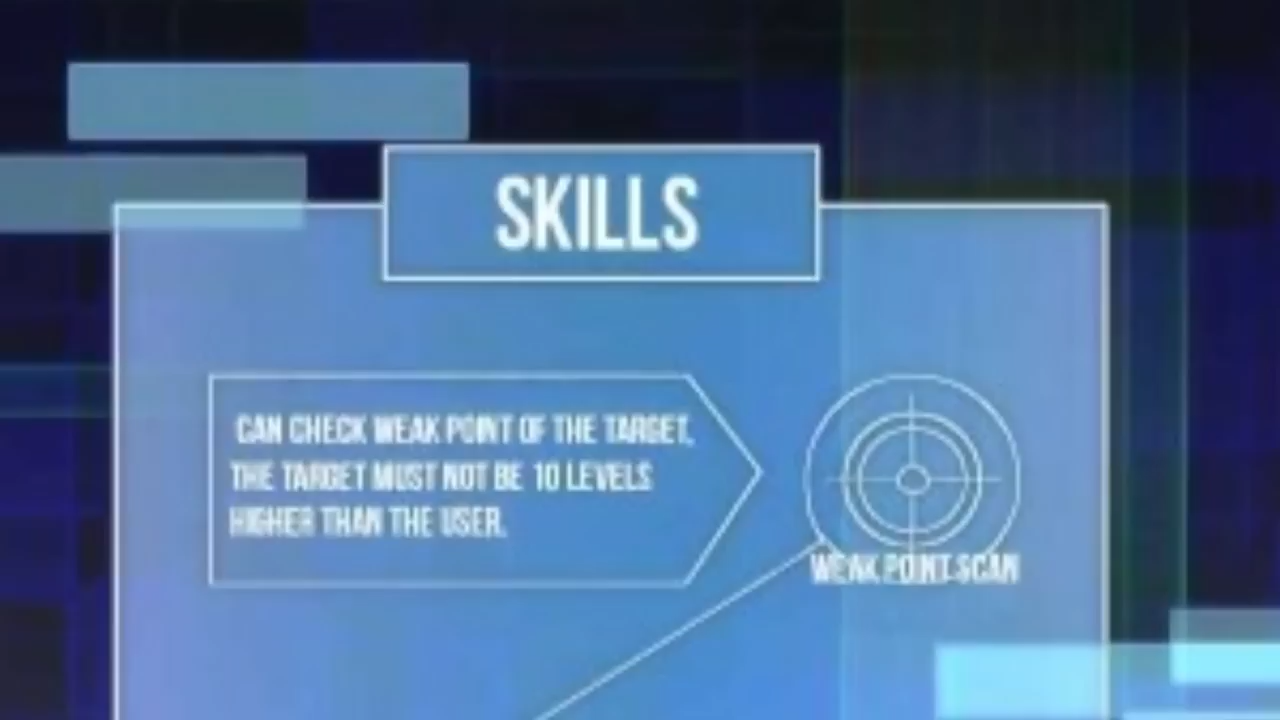 SKILLS
CAN CHECK WEAK POINT OF THE TARGET.
THE TARGET MUST NOT BE 10 LEVELS
HIGHER THAN THE USER.
WEAK POINT SCAN